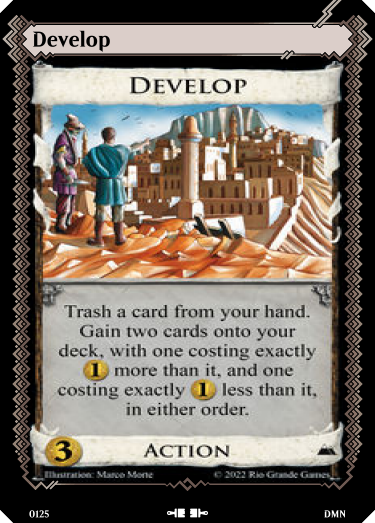 Develop
DEVELOP
Trash a card from your hand.
Gain two cards onto your
deck, with one costing exactly
1 more than it, and one
costing exactly 1 less than it,
in either order.
3 ACTION
Illustration: Marco Morte © 2022 Rio Grande Games
0125 DMN